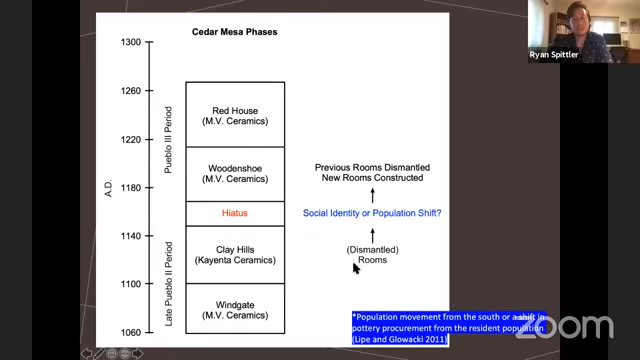 Cedar Mesa Phases
Ryan Spittler
1300
1260
1220
1180
1140
1100
1060
A.D.
Pueblo III Period
Late Pueblo II Period
Red House
(M.V. Ceramics)
Woodenshoe
(M.V. Ceramics)
Hiatus
Clay Hills
(Kayenta Ceramics)
Windgate
(M.V. Ceramics)
Previous Rooms Dismantled
New Rooms Constructed
Social Identity or Population Shift?
(Dismantled)
Rooms
*Population movement from the south or a shift in
pottery procurement from the resident population
(Lipe and Glowacki 2011)
zoom